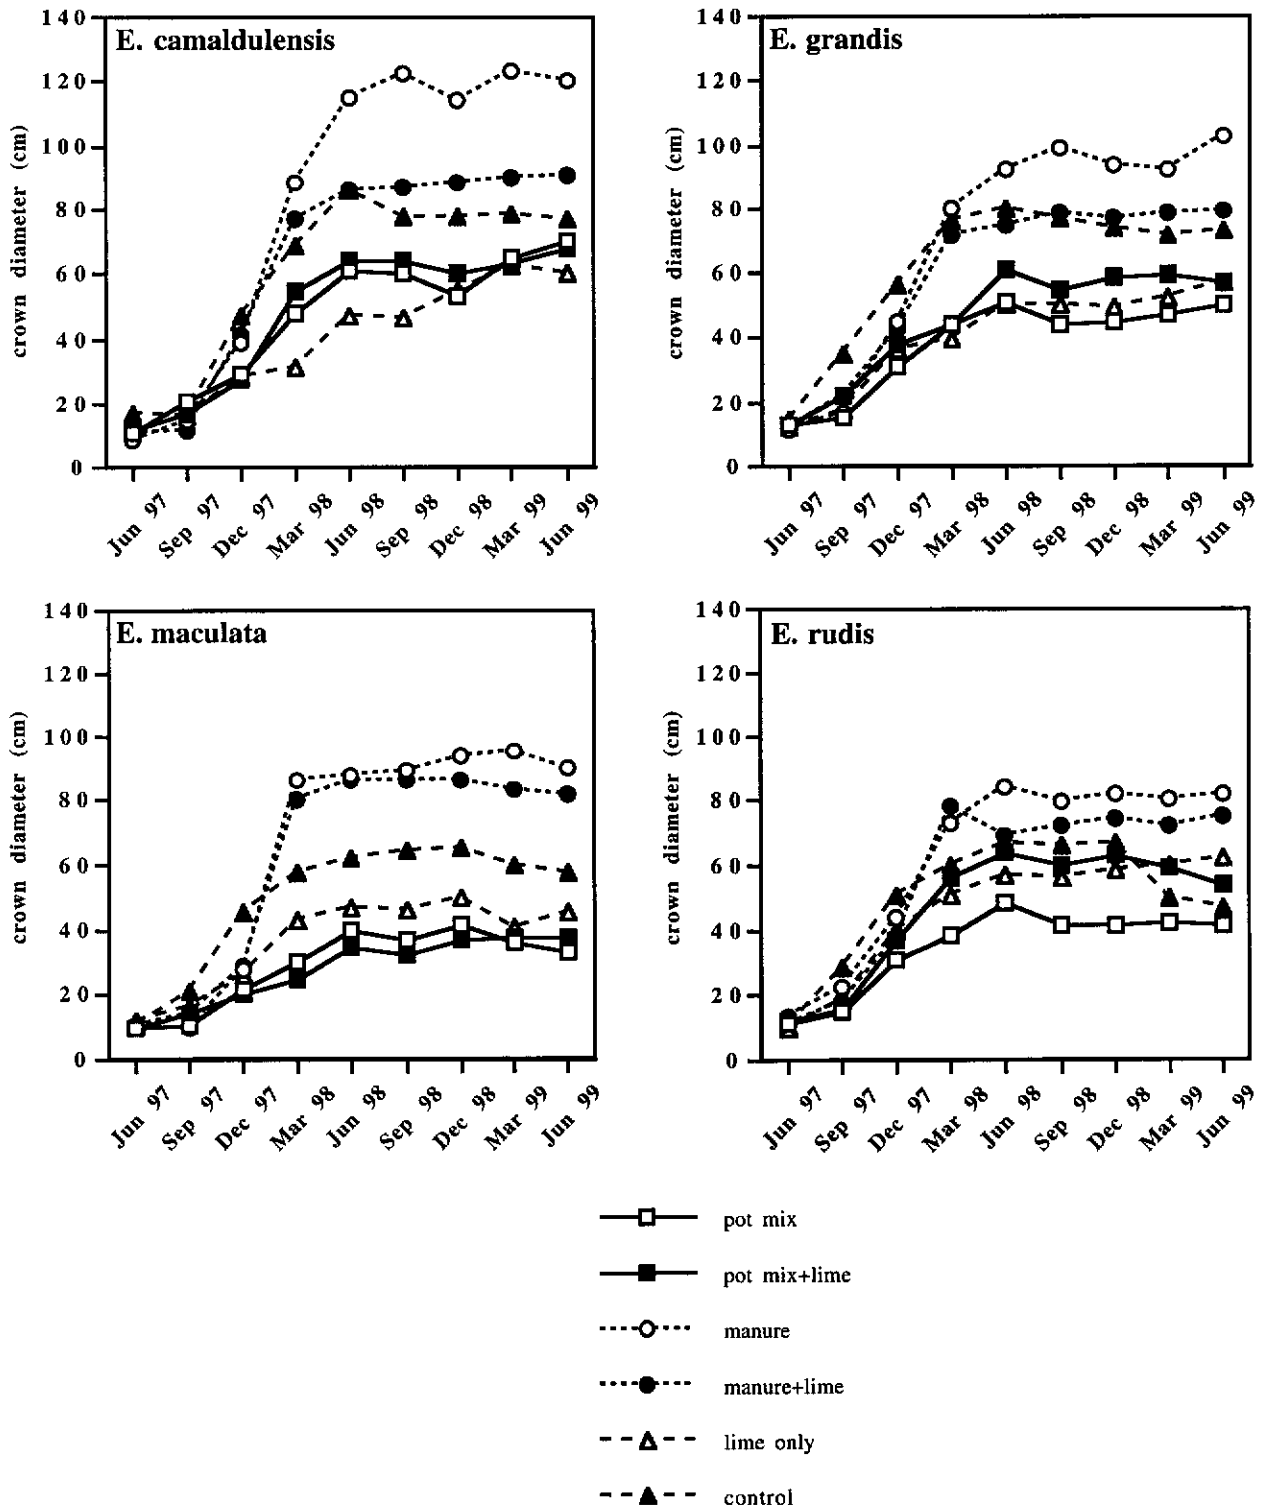 E. camaldulensis
crown diameter (cm)
140
120
100
80
60
40
20
0
Jun 97
Sep 97
Dec 97
Mar 98
Jun 98
Sep 98
Dec 98
Mar 99
Jun 99
E. grandis
crown diameter (cm)
140
120
100
80
60
40
20
0
Jun 97
Sep 97
Dec 97
Mar 98
Jun 98
Sep 98
Dec 98
Mar 99
Jun 99
E. maculata
crown diameter (cm)
140
120
100
80
60
40
20
0
Jun 97
Sep 97
Dec 97
Mar 98
Jun 98
Sep 98
Dec 98
Mar 99
Jun 99
E. rudis
crown diameter (cm)
140
120
100
80
60
40
20
0
Jun 97
Sep 97
Dec 97
Mar 98
Jun 98
Sep 98
Dec 98
Mar 99
Jun 99
pot mix
pot mix+lime
manure
manure+lime
lime only
control